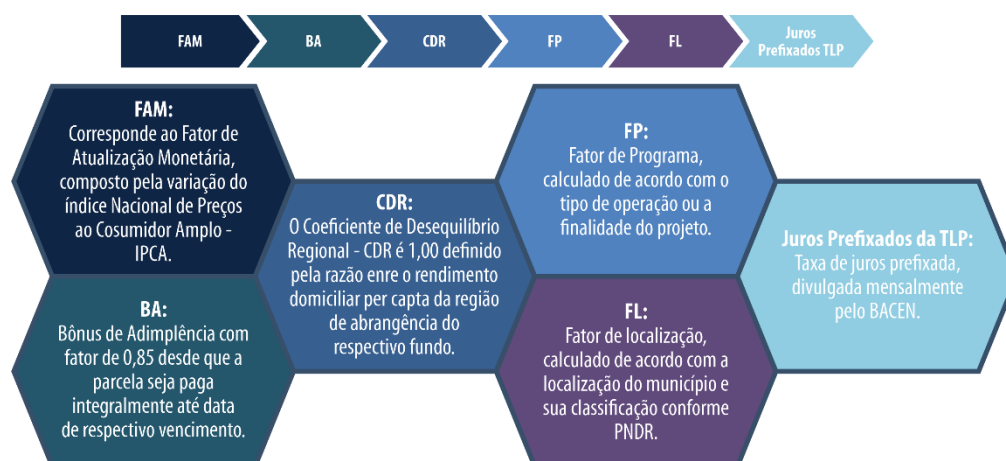 FAM
BA
CDR
FP
FL
Juros
Prefixados TLP
FAM:
Corresponde ao Fator de
Atualização Monetária,
composto pela variação do
índice Nacional de Preços
ao Cosumidor Amplo -
IPCA.
BA:
Bônus de Adimplência com
fator de 0,85 desde que a
parcela seja paga
integralmente até data
de respectivo vencimento.
CDR:
O Coeficiente de Desequilíbrio
Regional - CDR é 1,00 definido
pela razão enre o rendimento
domiciliar per capta da região
de abrangência do
respectivo fundo.
FP:
Fator de Programa,
calculado de acordo com o
tipo de operação ou a
finalidade do projeto.
FL:
Fator de localização,
calculado de acordo com a
localização do município e
sua classificação conforme
PNDR.
Juros Prefixados da TLP:
Taxa de juros prefixada,
divulgada mensalmente
pelo BACEN.